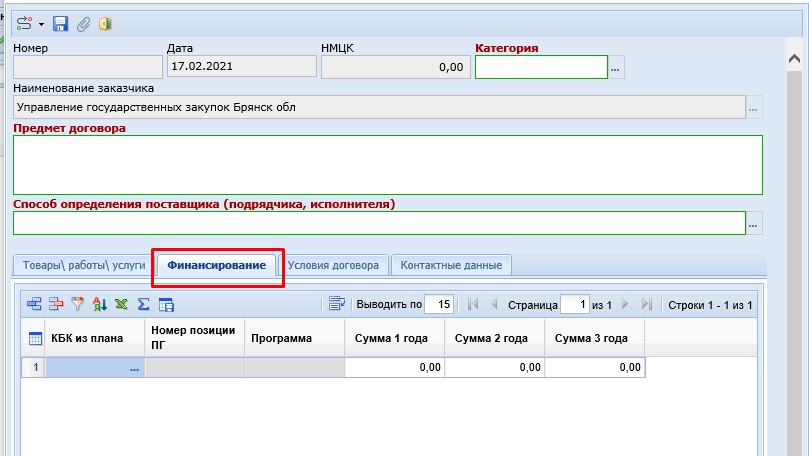 Номер Дата НМЦК Категория
17.02.2021 0,00 ...
Наименование заказчика
Управление государственных закупок Брянск обл ...
Предмет договора
Способ определения поставщика (подрядчика, исполнителя)
...
Товары\ работы\ услуги Финансирование Условия договора Контактные данные
Выводить по 15 Страница 1 из 1 Строки 1 - 1 из 1
КБК из плана Номер позиции ПГ Программа Сумма 1 года Сумма 2 года Сумма 3 года
1 ... 0,00 0,00 0,00